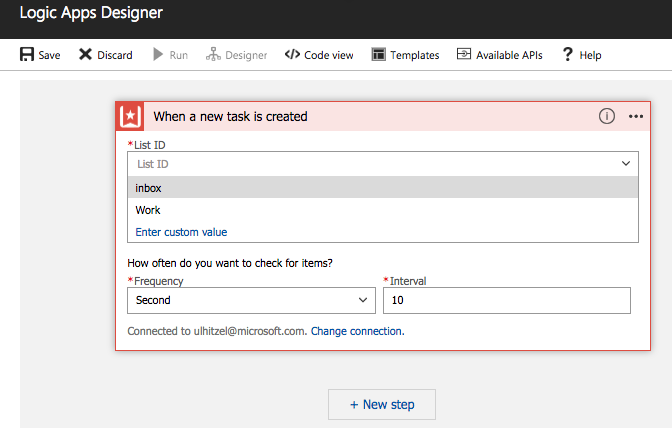 Logic Apps Designer
Save Discard Run Designer Code view Templates Available APIs ? Help
When a new task is created
*List ID
List ID
inbox
Work
Enter custom value
How often do you want to check for items?
*Frequency *Interval
Second 10
Connected to ulhitzel@microsoft.com. Change connection.
+ New step